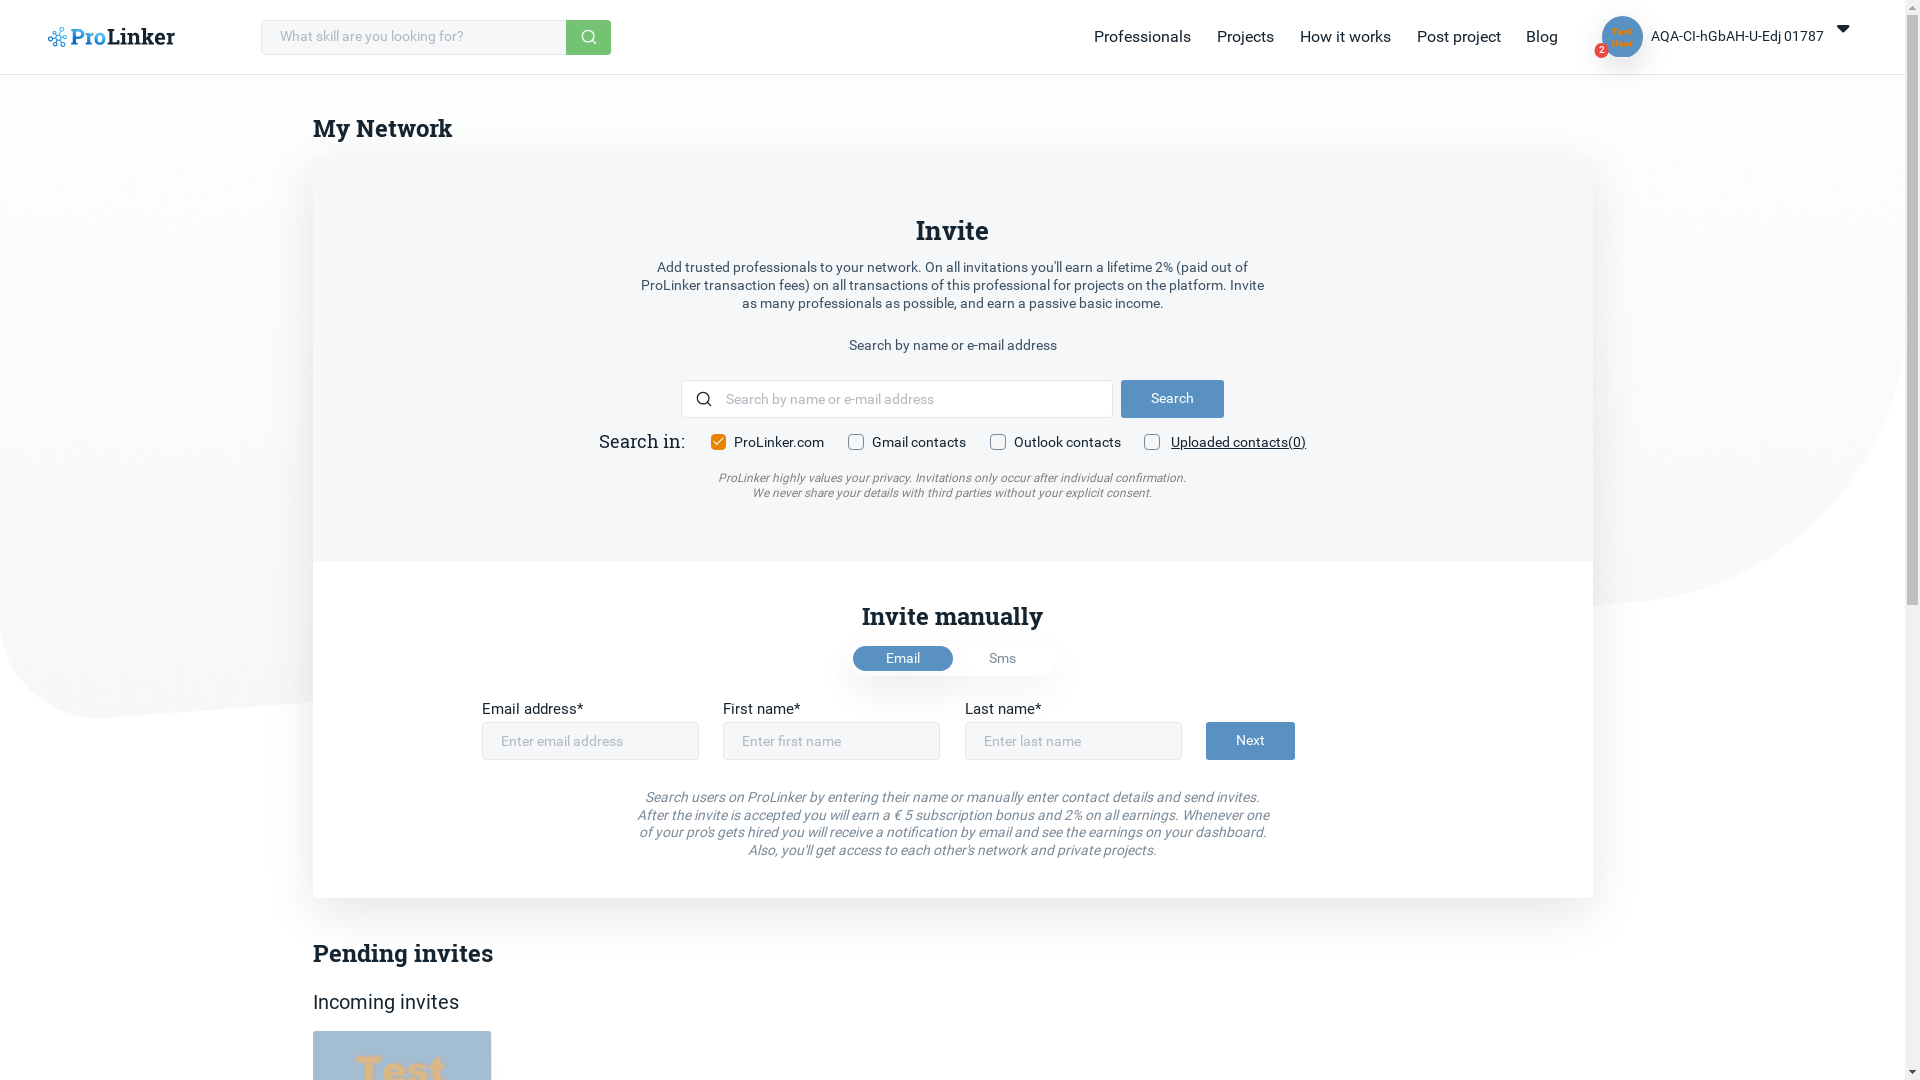 ProLinker
What skill are you looking for?
Professionals
Projects
How it works
Post project
Blog
2
Test
User
AQA-CI-hGbAH-U-Edj 01787
My Network
Invite
Add trusted professionals to your network. On all invitations you'll earn a lifetime 2% (paid out of
ProLinker transaction fees) on all transactions of this professional for projects on the platform. Invite
as many professionals as possible, and earn a passive basic income.
Search by name or e-mail address
Search by name or e-mail address
Search
Search in:
ProLinker.com
Gmail contacts
Outlook contacts
Uploaded contacts(0)
ProLinker highly values your privacy. Invitations only occur after individual confirmation.
We never share your details with third parties without your explicit consent.
Invite manually
Email
Sms
Email address*
First name*
Last name*
Enter email address
Enter first name
Enter last name
Next
Search users on ProLinker by entering their name or manually enter contact details and send invites.
After the invite is accepted you will earn a € 5 subscription bonus and 2% on all earnings. Whenever one
of your pro's gets hired you will receive a notification by email and see the earnings on your dashboard.
Also, you'll get access to each other's network and private projects.
Pending invites
Incoming invites
Test